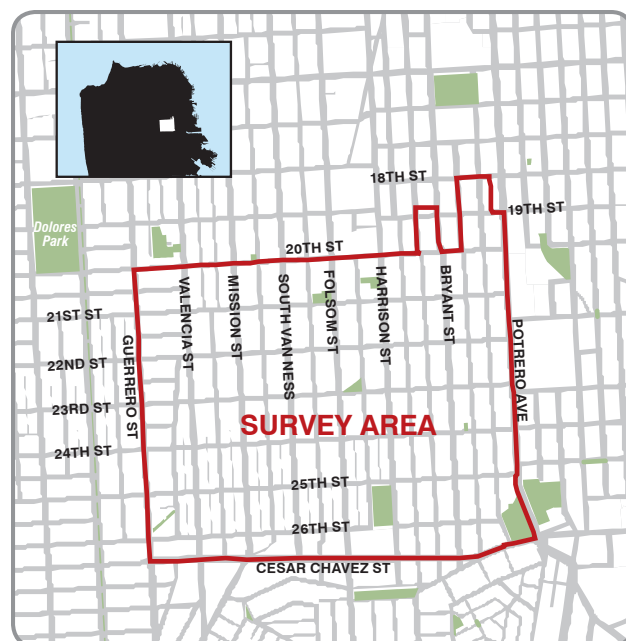 18TH ST
19TH ST
Dolores
Park
20TH ST
VALENCIA ST
MISSION ST
SOUTH VAN NESS
FOLSOM ST
HARRISON ST
BRYANT ST
21ST ST
GUERRERO ST
POTRERO AVE
22ND ST
23RD ST
SURVEY AREA
24TH ST
25TH ST
26TH ST
CESAR CHAVEZ ST